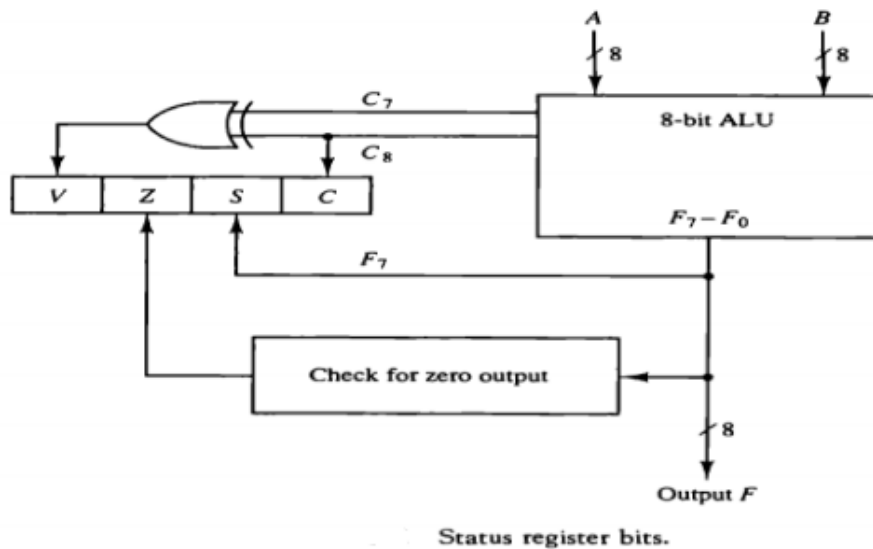 A
B
8
8
C7
8-bit ALU
C8
V Z S C
F7 – F0
F7
Check for zero output
8
Output F
Status register bits.